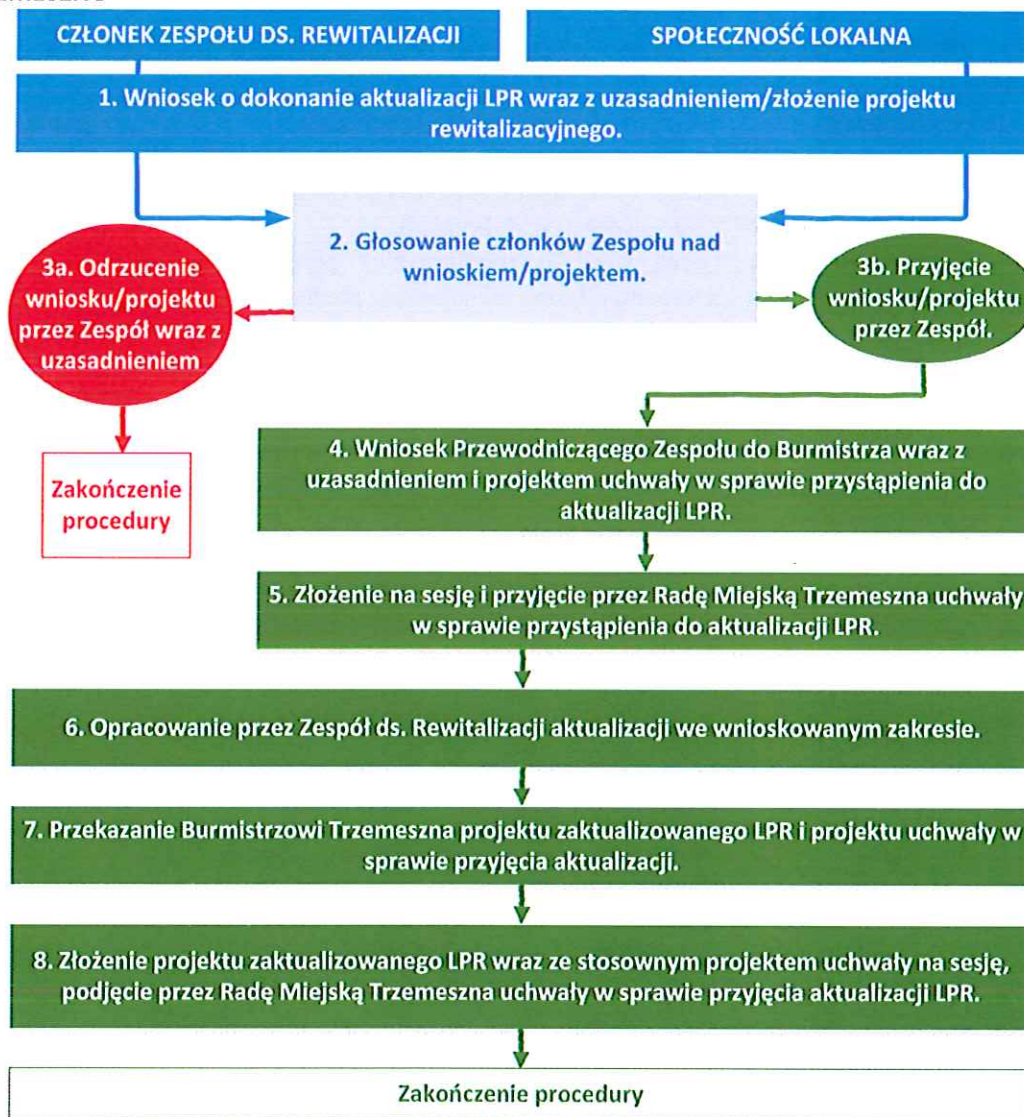 CZŁONEK ZESPOŁU DS. REWITALIZACJI
SPOŁECZNOŚĆ LOKALNA
1. Wniosek o dokonanie aktualizacji LPR wraz z uzasadnieniem/złożenie projektu
rewitalizacyjnego.
2. Głosowanie członków Zespołu nad
wnioskiem/projektem.
3a. Odrzucenie
wniosku/projektu
przez Zespół wraz z
uzasadnieniem
3b. Przyjęcie
wniosku/projektu
przez Zespół.
Zakończenie
procedury
4. Wniosek Przewodniczącego Zespołu do Burmistrza wraz z
uzasadnieniem i projektem uchwały w sprawie przystąpienia do
aktualizacji LPR.
5. Złożenie na sesję i przyjęcie przez Radę Miejską Trzemeszna uchwały
w sprawie przystąpienia do aktualizacji LPR.
6. Opracowanie przez Zespół ds. Rewitalizacji aktualizacji we wnioskowanym zakresie.
7. Przekazanie Burmistrzowi Trzemeszna projektu zaktualizowanego LPR i projektu uchwały w
sprawie przyjęcia aktualizacji.
8. Złożenie projektu zaktualizowanego LPR wraz ze stosownym projektem uchwały na sesję,
podjęcie przez Radę Miejską Trzemeszna uchwały w sprawie przyjęcia aktualizacji LPR.
Zakończenie procedury